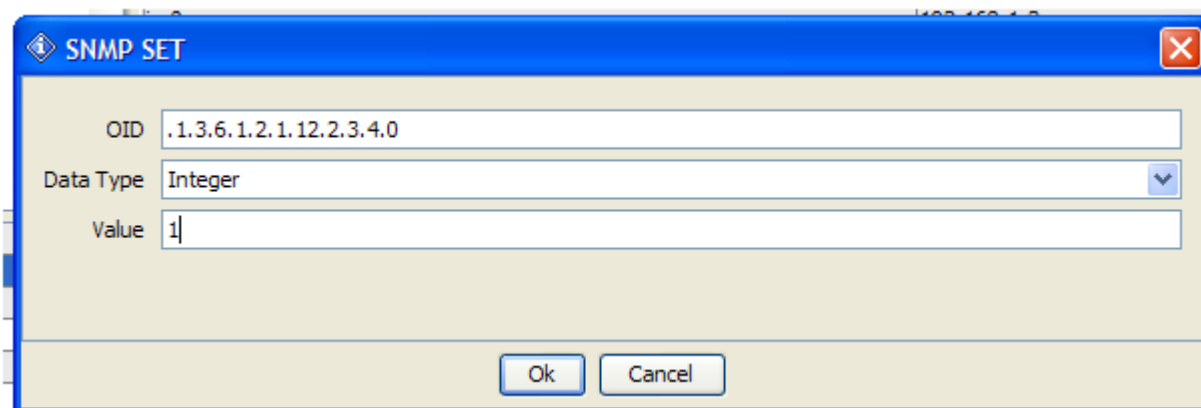 SNMP SET
OID .1.3.6.1.2.1.12.2.3.4.0
Data Type Integer
Value 1
Ok Cancel